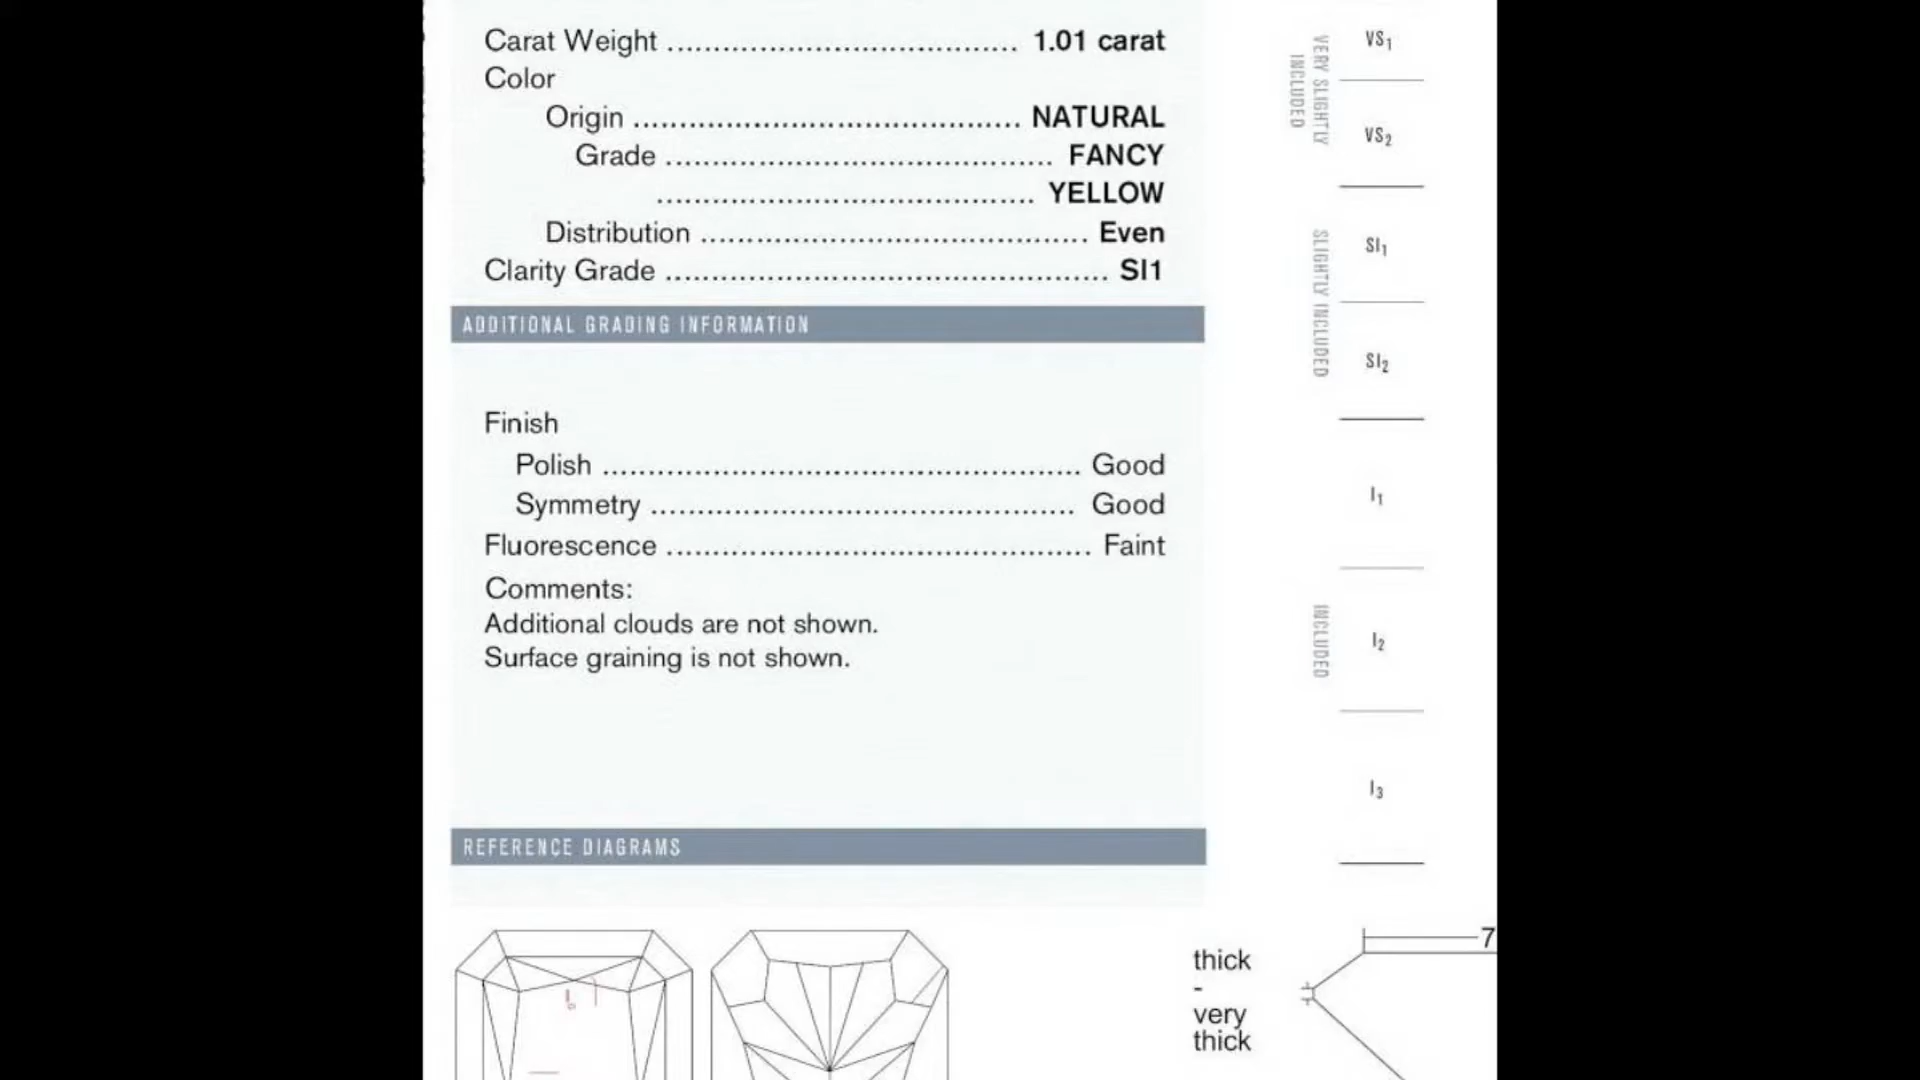 Carat Weight ...................................... 1.01 carat
Color
Origin .......................................... NATURAL
Grade .......................................... FANCY
......................................... YELLOW
Distribution .......................................... Even
Clarity Grade ................................................ SI1
ADDITIONAL GRADING INFORMATION
Finish
Polish .................................................... Good
Symmetry .............................................. Good
Fluorescence .............................................. Faint
Comments:
Additional clouds are not shown.
Surface graining is not shown.
REFERENCE DIAGRAMS
VERY SLIGHTLY
INCLUDED
VS1
VS2
SLIGHTLY INCLUDED
SI1
SI2
INCLUDED
I1
I2
I3
thick
-
very
thick
7